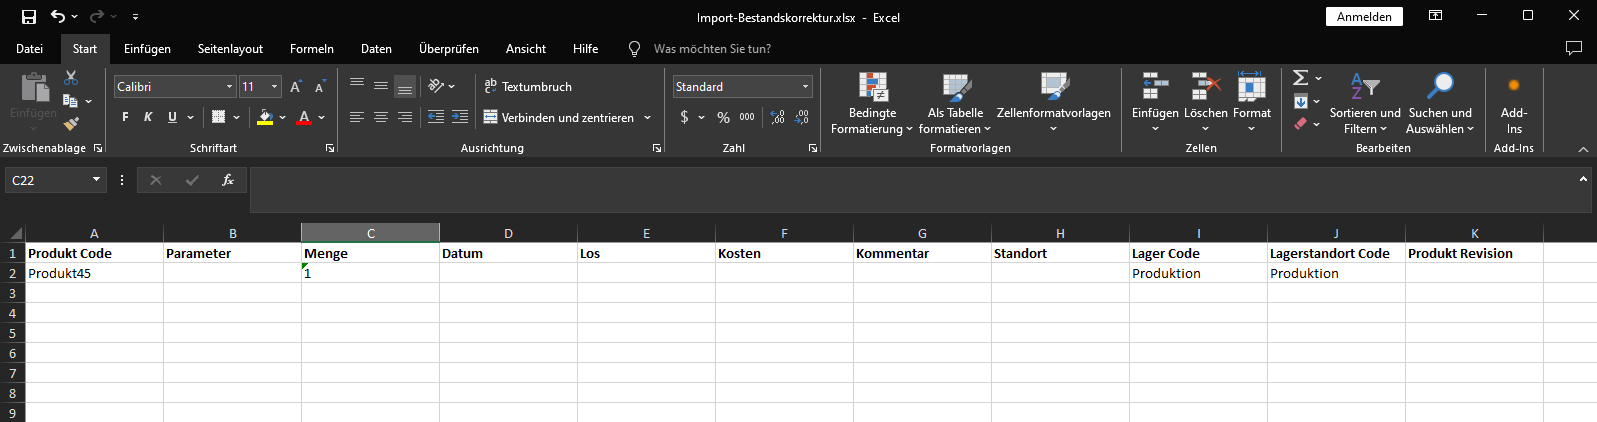 Import-Bestandskorrektur.xlsx - Excel
Anmelden
Datei Start Einfügen Seitenlayout Formeln Daten Überprüfen Ansicht Hilfe Was möchten Sie tun?
Einfügen
Zwischenablage
Calibri 11
F K U A
Schriftart
ab Textumbruch
Verbinden und zentrieren
Ausrichtung
Standard
$ % 000 ,00 ,00
Zahl
Bedingte Formatierung
Als Tabelle formatieren
Zellenformatvorlagen
Formatvorlagen
Einfügen Löschen Format
Zellen
Sortieren und Filtern
Suchen und Auswählen
Bearbeiten
Add-Ins
Add-Ins
C22 fx
A B C D E F G H I J K
1 Produkt Code Parameter Menge Datum Los Kosten Kommentar Standort Lager Code Lagerstandort Code Produkt Revision
2 Produkt45 1 Produktion Produktion
3
4
5
6
7
8
9